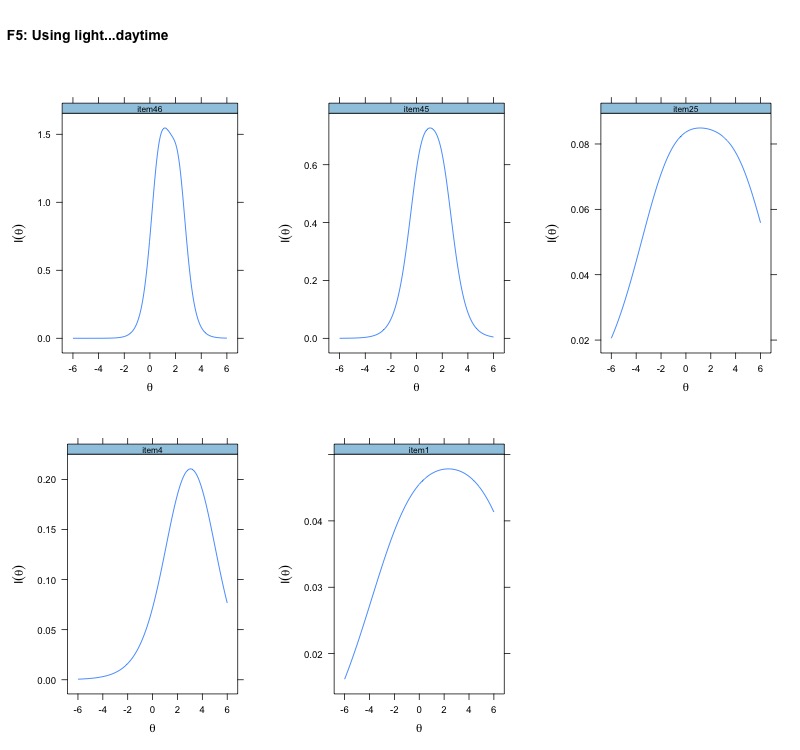 F5: Using light...daytime
item46
item45
item25
1.5
1.0
0.5
0.0
I(θ)
-6 -4 -2 0 2 4 6
θ
0.6
0.4
0.2
0.0
I(θ)
-6 -4 -2 0 2 4 6
θ
0.08
0.06
0.04
0.02
I(θ)
-6 -4 -2 0 2 4 6
θ
item4
item1
0.20
0.15
0.10
0.05
0.00
I(θ)
-6 -4 -2 0 2 4 6
θ
0.04
0.03
0.02
I(θ)
-6 -4 -2 0 2 4 6
θ